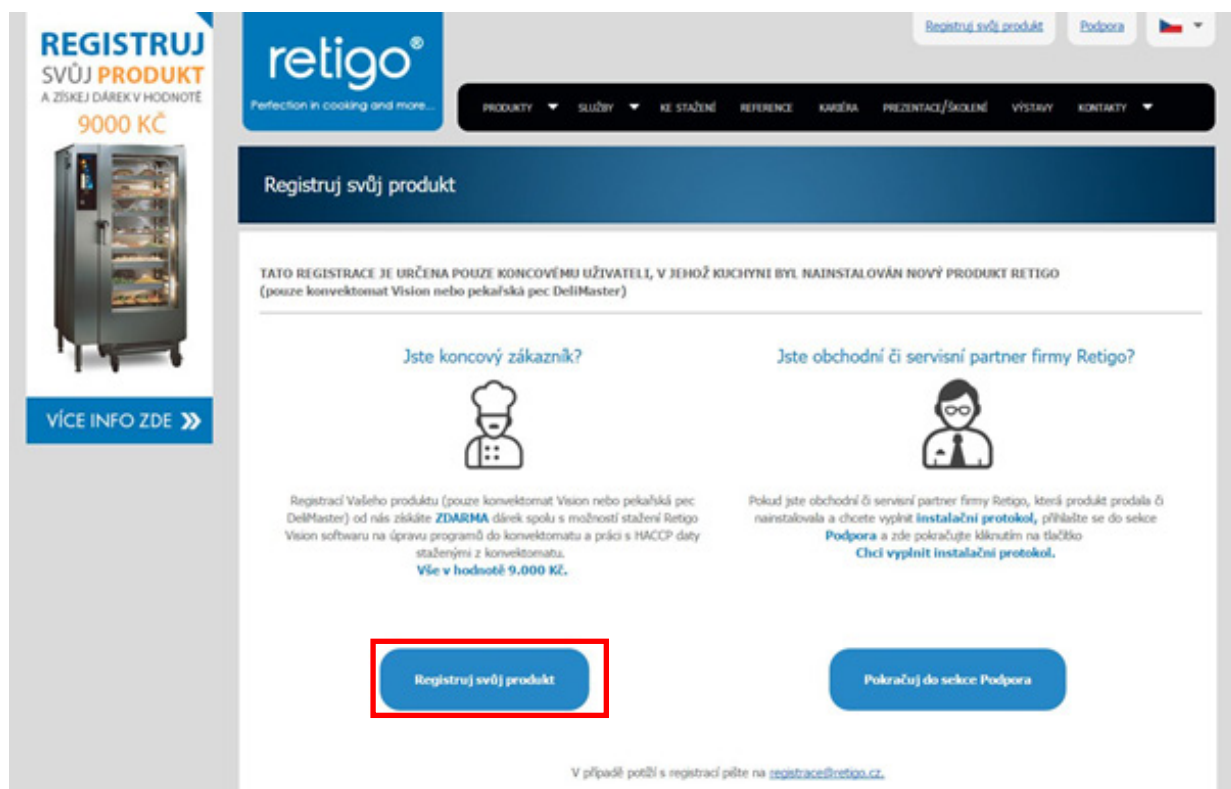 REGISTRUJ
SVŮJ PRODUKT
A ZÍSKEJ DÁREK V HODNOTĚ
9000 KČ
VÍCE INFO ZDE
retigo®
Perfection in cooking and more...
Registruj svůj produkt
Podpora
PRODUKTY SLUŽBY KE STAŽENÍ REFERENCE KARIÉRA PREZENTACE/ŠKOLENÍ VÝSTAVY KONTAKTY
Registruj svůj produkt
TATO REGISTRACE JE URČENA POUZE KONCOVÉMU UŽIVATELI, V JEHOŽ KUCHYNI BYL NAINSTALOVÁN NOVÝ PRODUKT RETIGO
(pouze konvektomat Vision nebo pekařská pec DeliMaster)
Jste koncový zákazník?
Registrací Vašeho produktu (pouze konvektomat Vision nebo pekařská pec
DeliMaster) od nás získáte ZDARMA dárek spolu s možností stažení Retigo
Vision softwaru na úpravu programů do konvektomatu a práci s HACCP daty
staženými z konvektomatu.
Vše v hodnotě 9.000 Kč.
Registruj svůj produkt
Jste obchodní či servisní partner firmy Retigo?
Pokud jste obchodní či servisní partner firmy Retigo, která produkt prodala či
nainstalovala a chcete vyplnit instalační protokol, přihlašte se do sekce
Podpora a zde pokračujte kliknutím na tlačítko
Chci vyplnit instalační protokol.
Pokračuj do sekce Podpora
V případě potíží s registrací pište na registrace@retigo.cz.